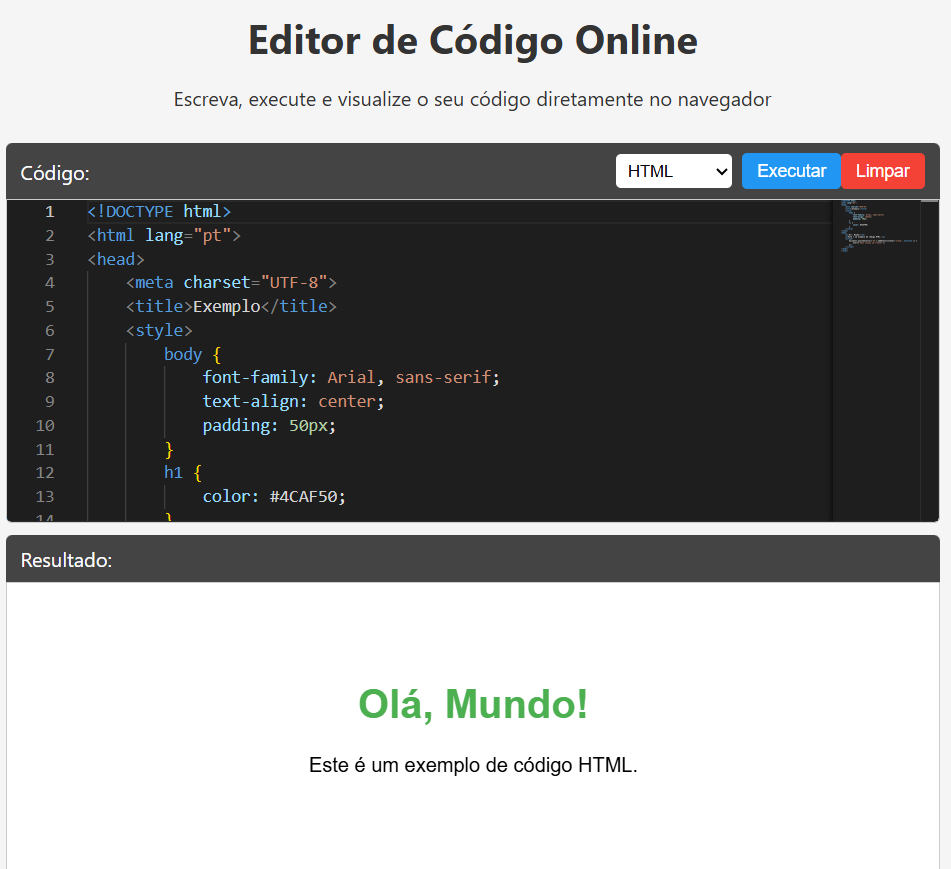 Editor de Código Online
Escreva, execute e visualize o seu código diretamente no navegador
Código:
HTML
Executar
Limpar
1 <!DOCTYPE html>
2 <html lang="pt">
3 <head>
4 <meta charset="UTF-8">
5 <title>Exemplo</title>
6 <style>
7 body {
8 font-family: Arial, sans-serif;
9 text-align: center;
10 padding: 50px;
11 }
12 h1 {
13 color: #4CAF50;
14 }
Resultado:
Olá, Mundo!
Este é um exemplo de código HTML.